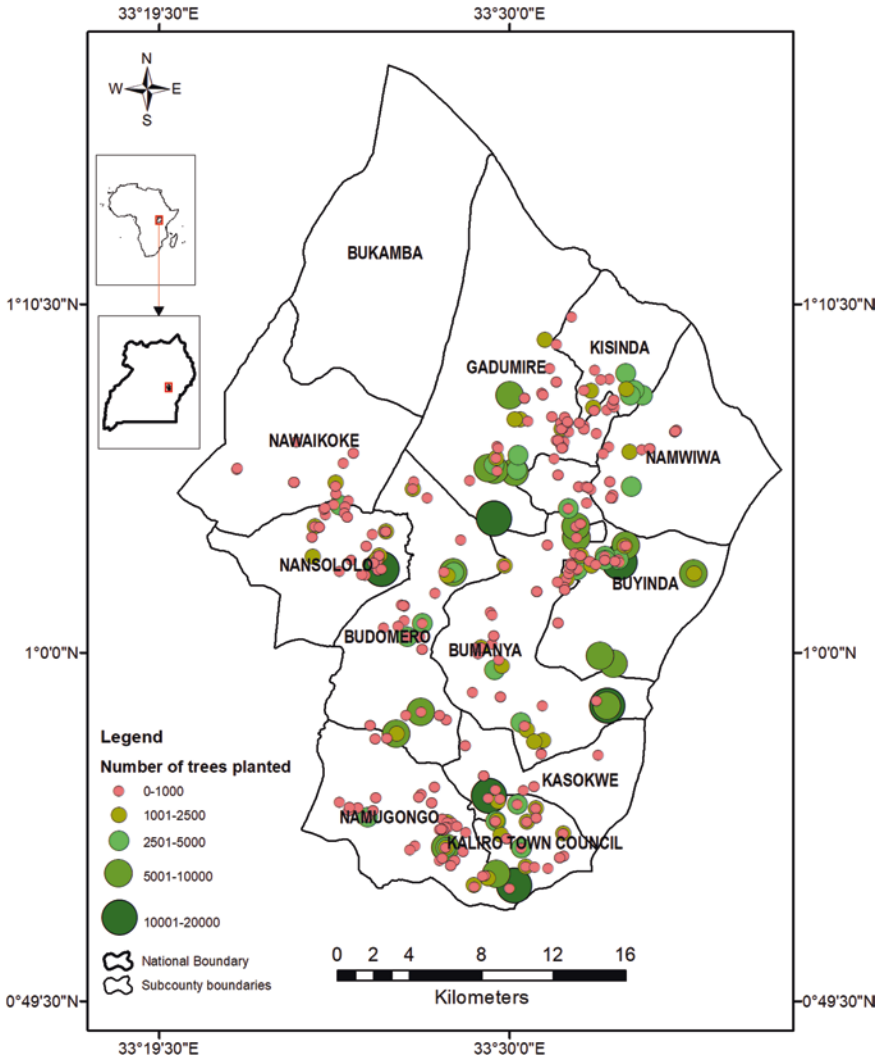 33°19'30"E 33°30'0"E
N
W E
S
BUKAMBA
1°10'30"N 1°10'30"N
KISINDA
GADUMIRE
NAWAIKOKE
NAMWIWA
NANSOLOLO
BUYINDA
BUDOMERO
BUMANYA
1°0'0"N 1°0'0"N
Legend
Number of trees planted
0-1000
1001-2500
2501-5000
5001-10000
10001-20000
National Boundary
Subcounty boundaries
KASOKWE
NAMUGONGO
KALIRO TOWN COUNCIL
0 2 4 8 12 16
Kilometers
0°49'30"N 0°49'30"N
33°19'30"E 33°30'0"E